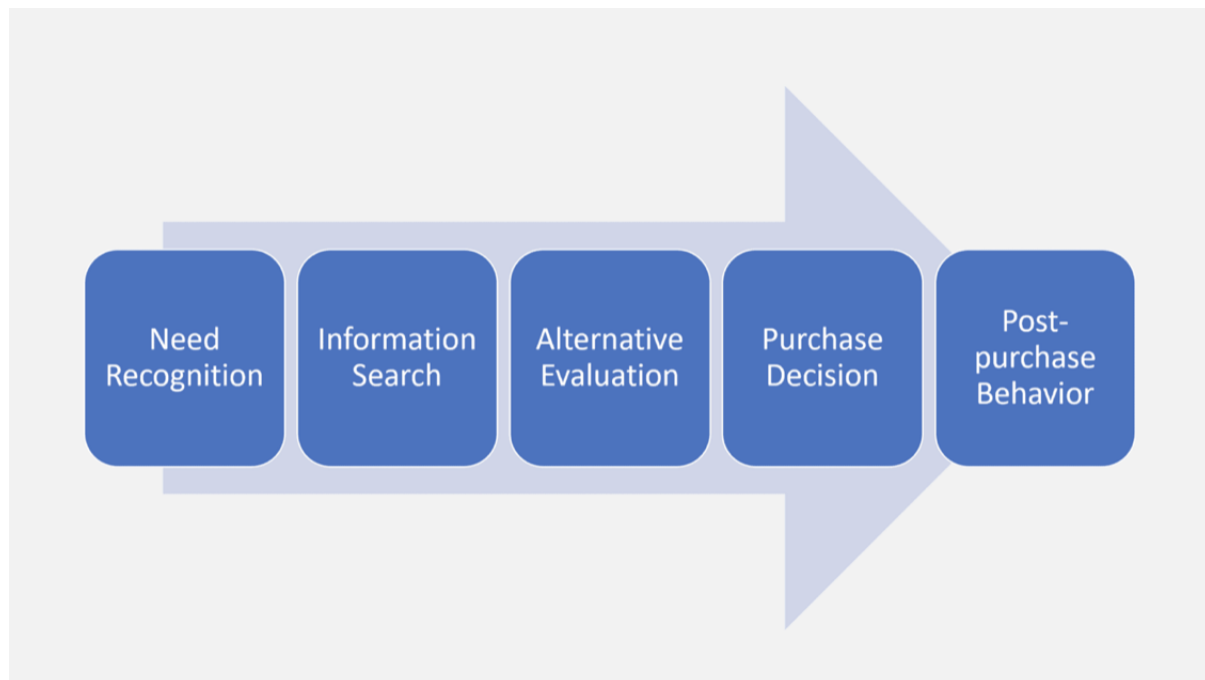 Need
Recognition
Information
Search
Alternative
Evaluation
Purchase
Decision
Post-
purchase
Behavior